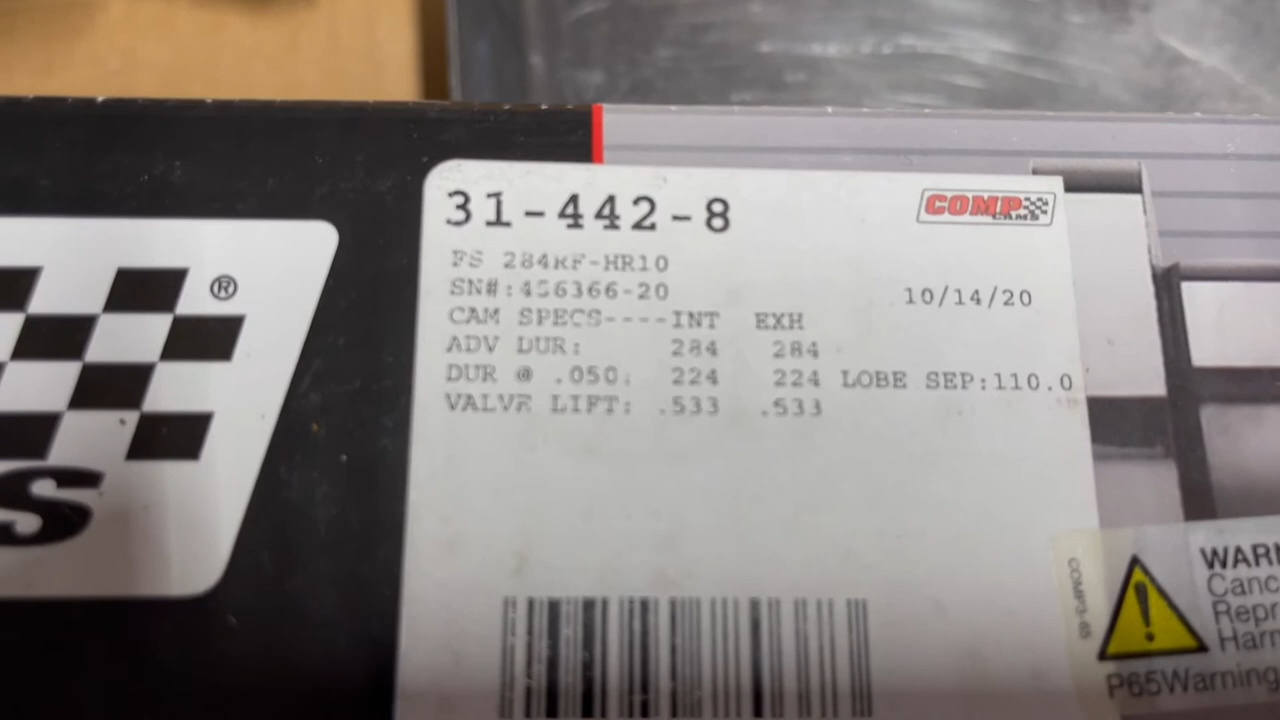 31-442-8
COMP
CAMS
FS 284RF-HR10
SN#:456366-20
10/14/20
CAM SPECS----INT EXH
ADV DUR: 284 284
DUR @ .050: 224 224 LOBE SEP:110.0
VALVE LIFT: .533 .533
®
S
COMP3-65
WARN
Canc
Repr
Harm
P65Warning